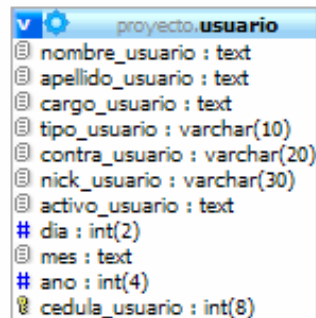 v proyecto.usuario
nombre_usuario : text
apellido_usuario : text
cargo_usuario : text
tipo_usuario : varchar(10)
contra_usuario : varchar(20)
nick_usuario : varchar(30)
activo_usuario : text
# dia : int(2)
mes : text
# ano : int(4)
cedula_usuario : int(8)